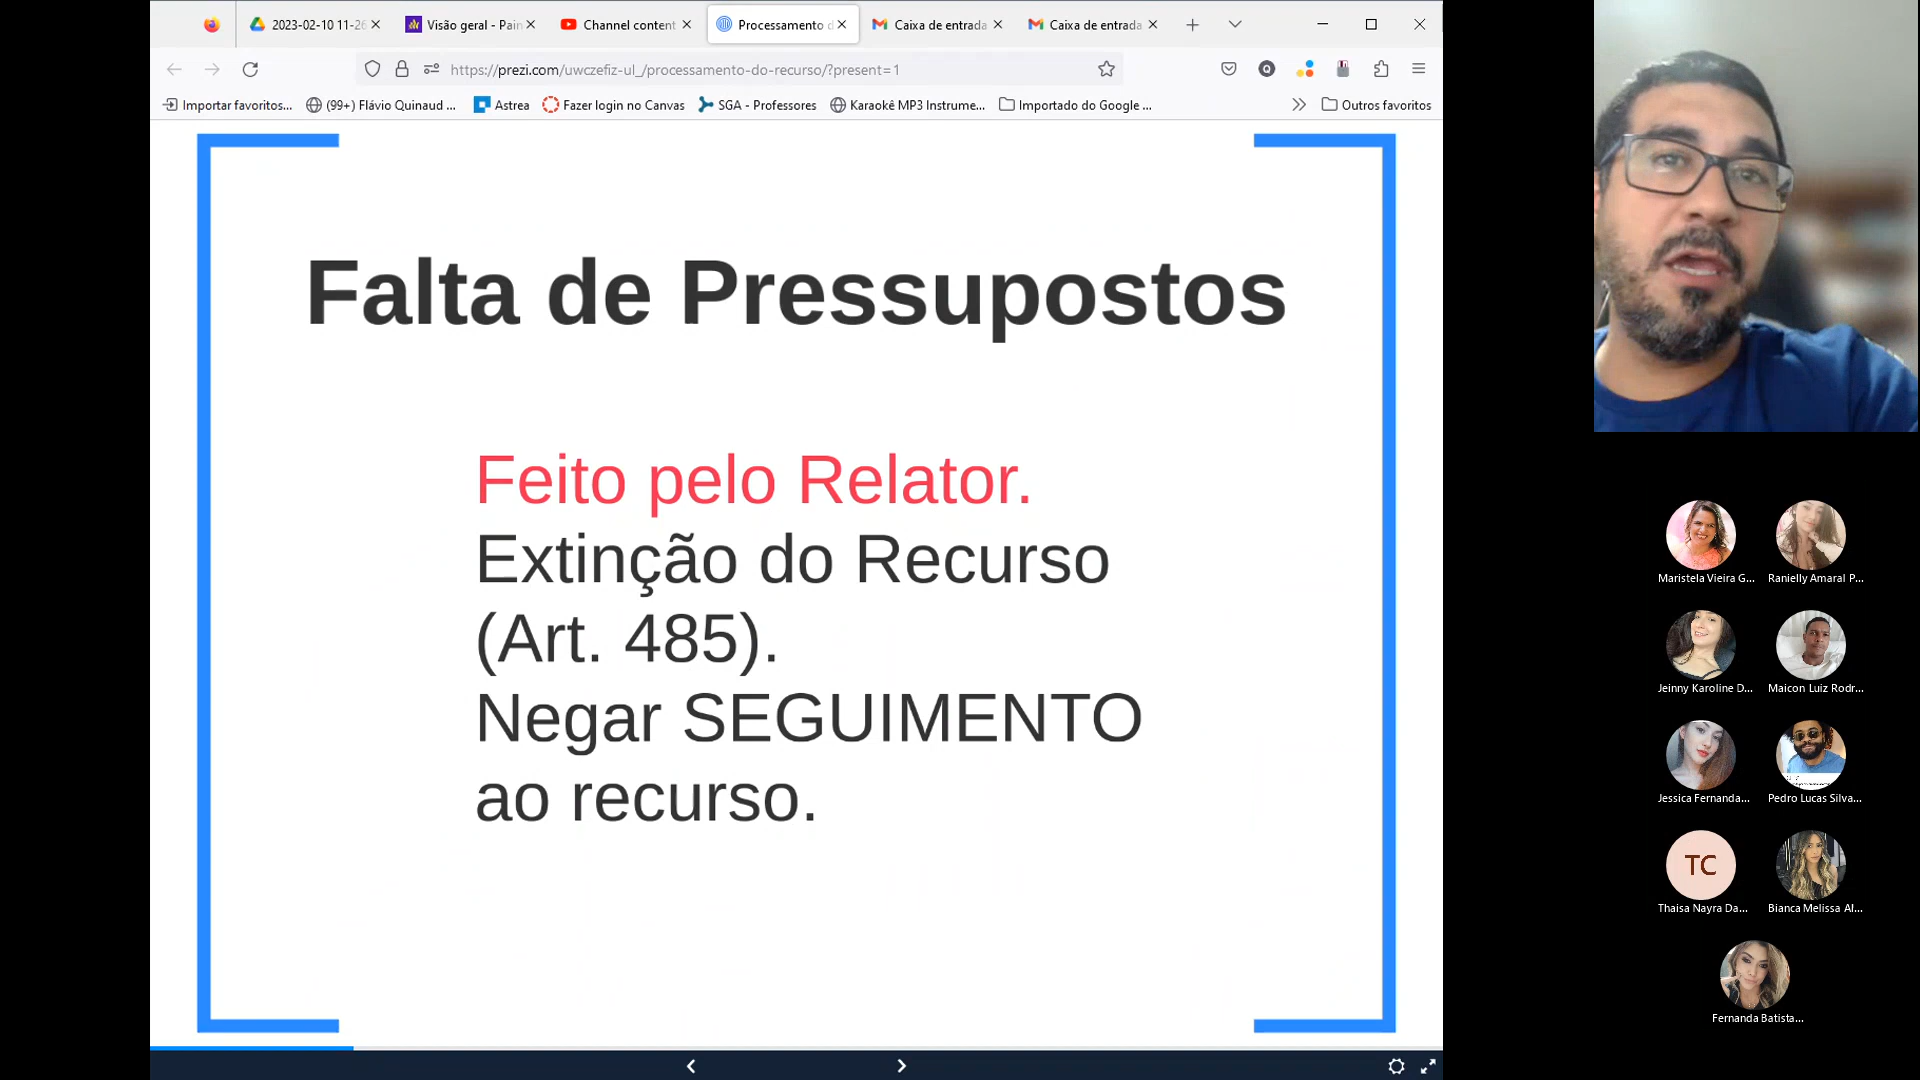 2023-02-10 11-26
Visão geral - Pain
Channel content
Processamento d
Caixa de entrada
Caixa de entrada
https://prezi.com/uwczefiz-ul_/processamento-do-recurso/?present=1
Importar favoritos...
(99+) Flávio Quinaud ...
Astrea
Fazer login no Canvas
SGA - Professores
Karaokê MP3 Instrume...
Importado do Google ...
Outros favoritos
Falta de Pressupostos
Feito pelo Relator.
Extinção do Recurso
(Art. 485).
Negar SEGUIMENTO
ao recurso.
Maristela Vieira G...
Ranielly Amaral P...
Jeinny Karoline D...
Maicon Luiz Rodr...
Jessica Fernanda...
Pedro Lucas Silva...
TC
Thaisa Nayra Da...
Bianca Melissa Al...
Fernanda Batista...